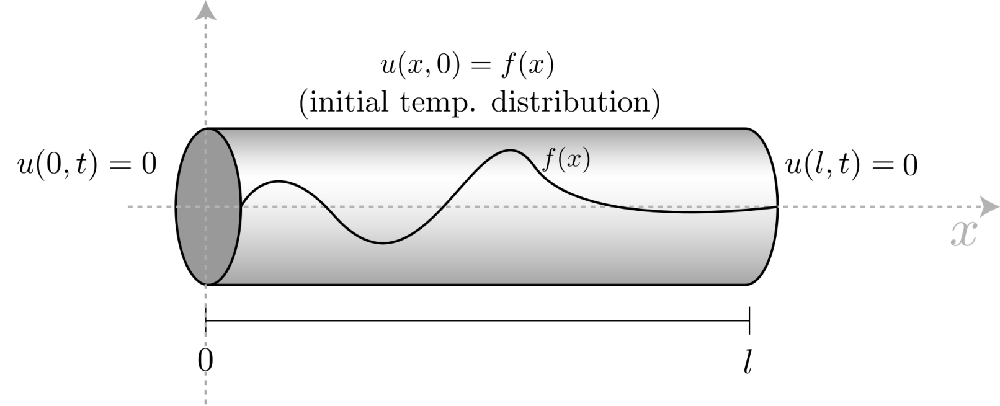 u(x, 0) = f(x)
(initial temp. distribution)
u(0, t) = 0
f(x)
u(l, t) = 0
x
0
l